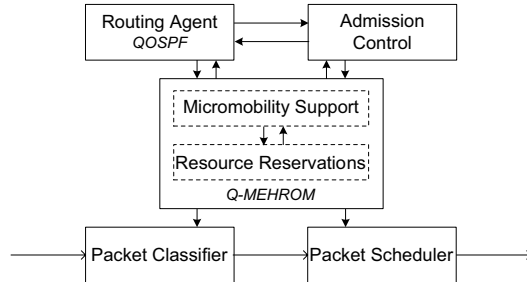 Routing Agent
QOSPF
Admission
Control
Micromobility Support
Resource Reservations
Q-MEHROM
Packet Classifier
Packet Scheduler